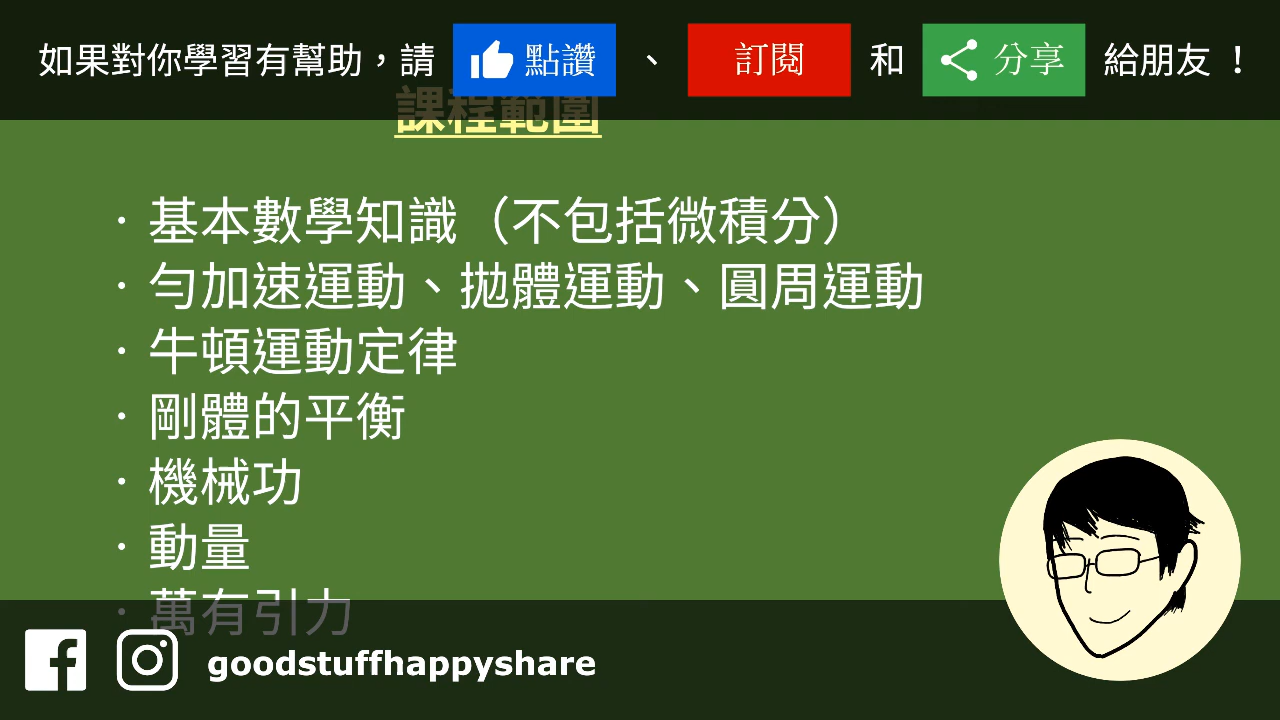 如果對你學習有幫助，請 點讚 、 訂閱 和 分享 給朋友 ！
課程範圍
· 基本數學知識（不包括微積分）
· 勻加速運動、拋體運動、圓周運動
· 牛頓運動定律
· 剛體的平衡
· 機械功
· 動量
· 萬有引力
goodstuffhappyshare